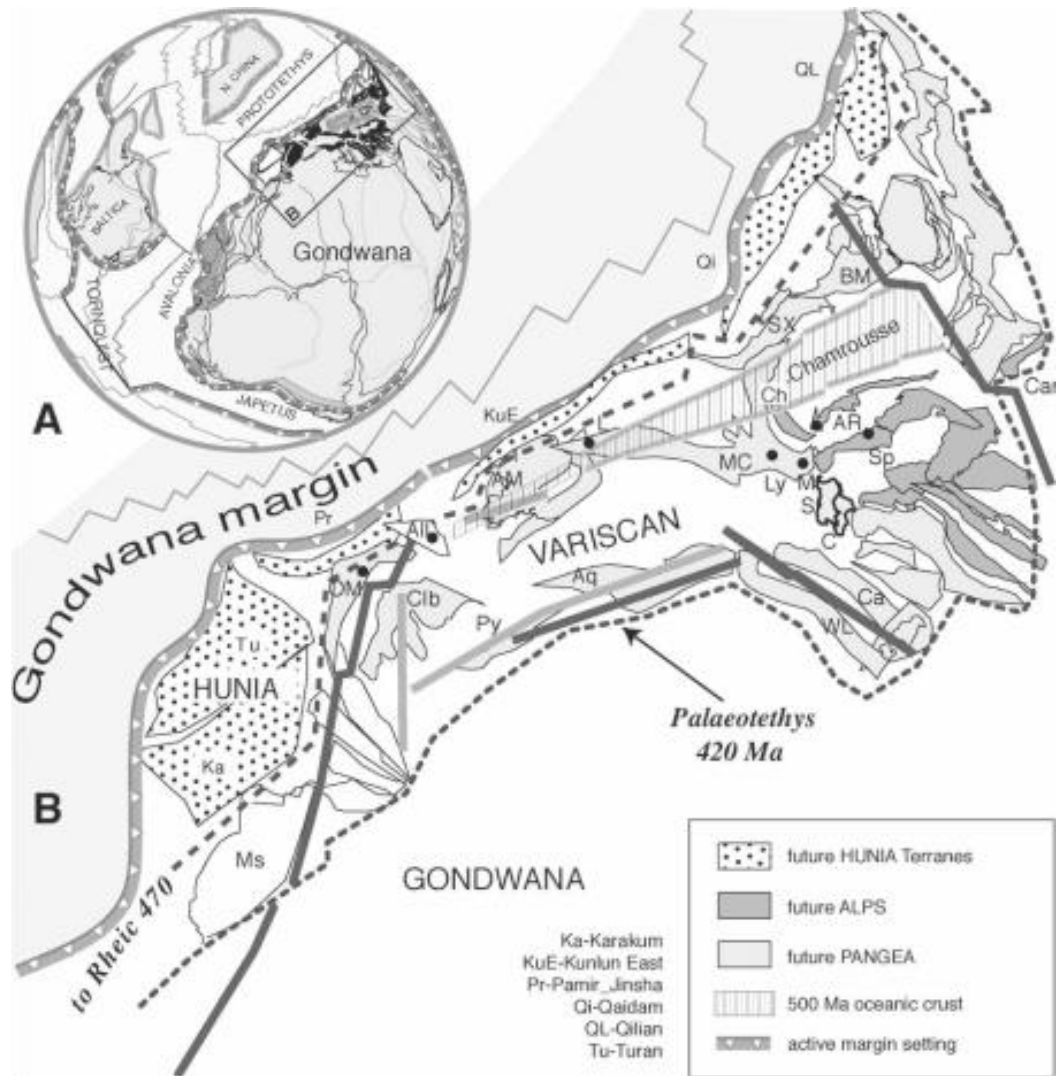 N. CHINA
PROTOTETHYS
BALTICA
B
Gondwana
AVALONIA
TORNQUIST
JAPETUS
A
QL
Qi
BM
SX
Chamrousse
Ch
Car
KuE
L
AR
Sp
MC
AM
Ly
M
S
C
Gondwana margin
Pr
All
VARISCAN
OM
Clb
Aq
Ca
Py
WL
Tu
HUNIA
Palaeotethys
420 Ma
Ka
B
Ms
GONDWANA
to Rheic 470
Ka-Karakum
KuE-Kunlun East
Pr-Pamir_Jinsha
Qi-Qaidam
QL-Qilian
Tu-Turan
future HUNIA Terranes
future ALPS
future PANGEA
500 Ma oceanic crust
active margin setting